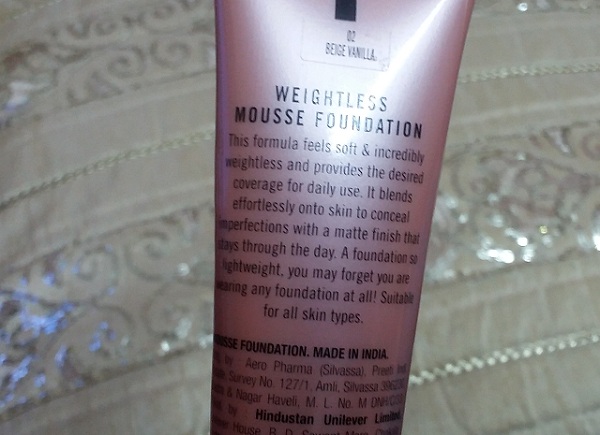 02
BEIGE VANILLA
WEIGHTLESS
MOUSSE FOUNDATION
This formula feels soft & incredibly
weightless and provides the desired
coverage for daily use. It blends
effortlessly onto skin to conceal
imperfections with a matte finish that
stays through the day. A foundation so
lightweight, you may forget you are
wearing any foundation at all! Suitable
for all skin types.
MOUSSE FOUNDATION. MADE IN INDIA.
by : Aero Pharma (Silvassa),
Survey No. 127/1, Amli, Silvassa
& Nagar Haveli, M. L. No. M
by : Hindustan Unilever Limited,
House, B. D.